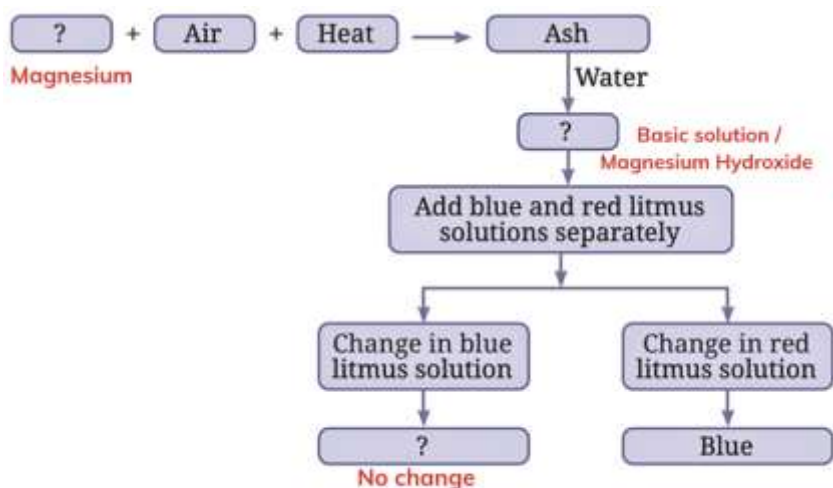 ? + Air + Heat Ash
Magnesium
Water
?
Basic solution /
Magnesium Hydroxide
Add blue and red litmus
solutions separately
Change in blue
litmus solution
Change in red
litmus solution
?
Blue
No change